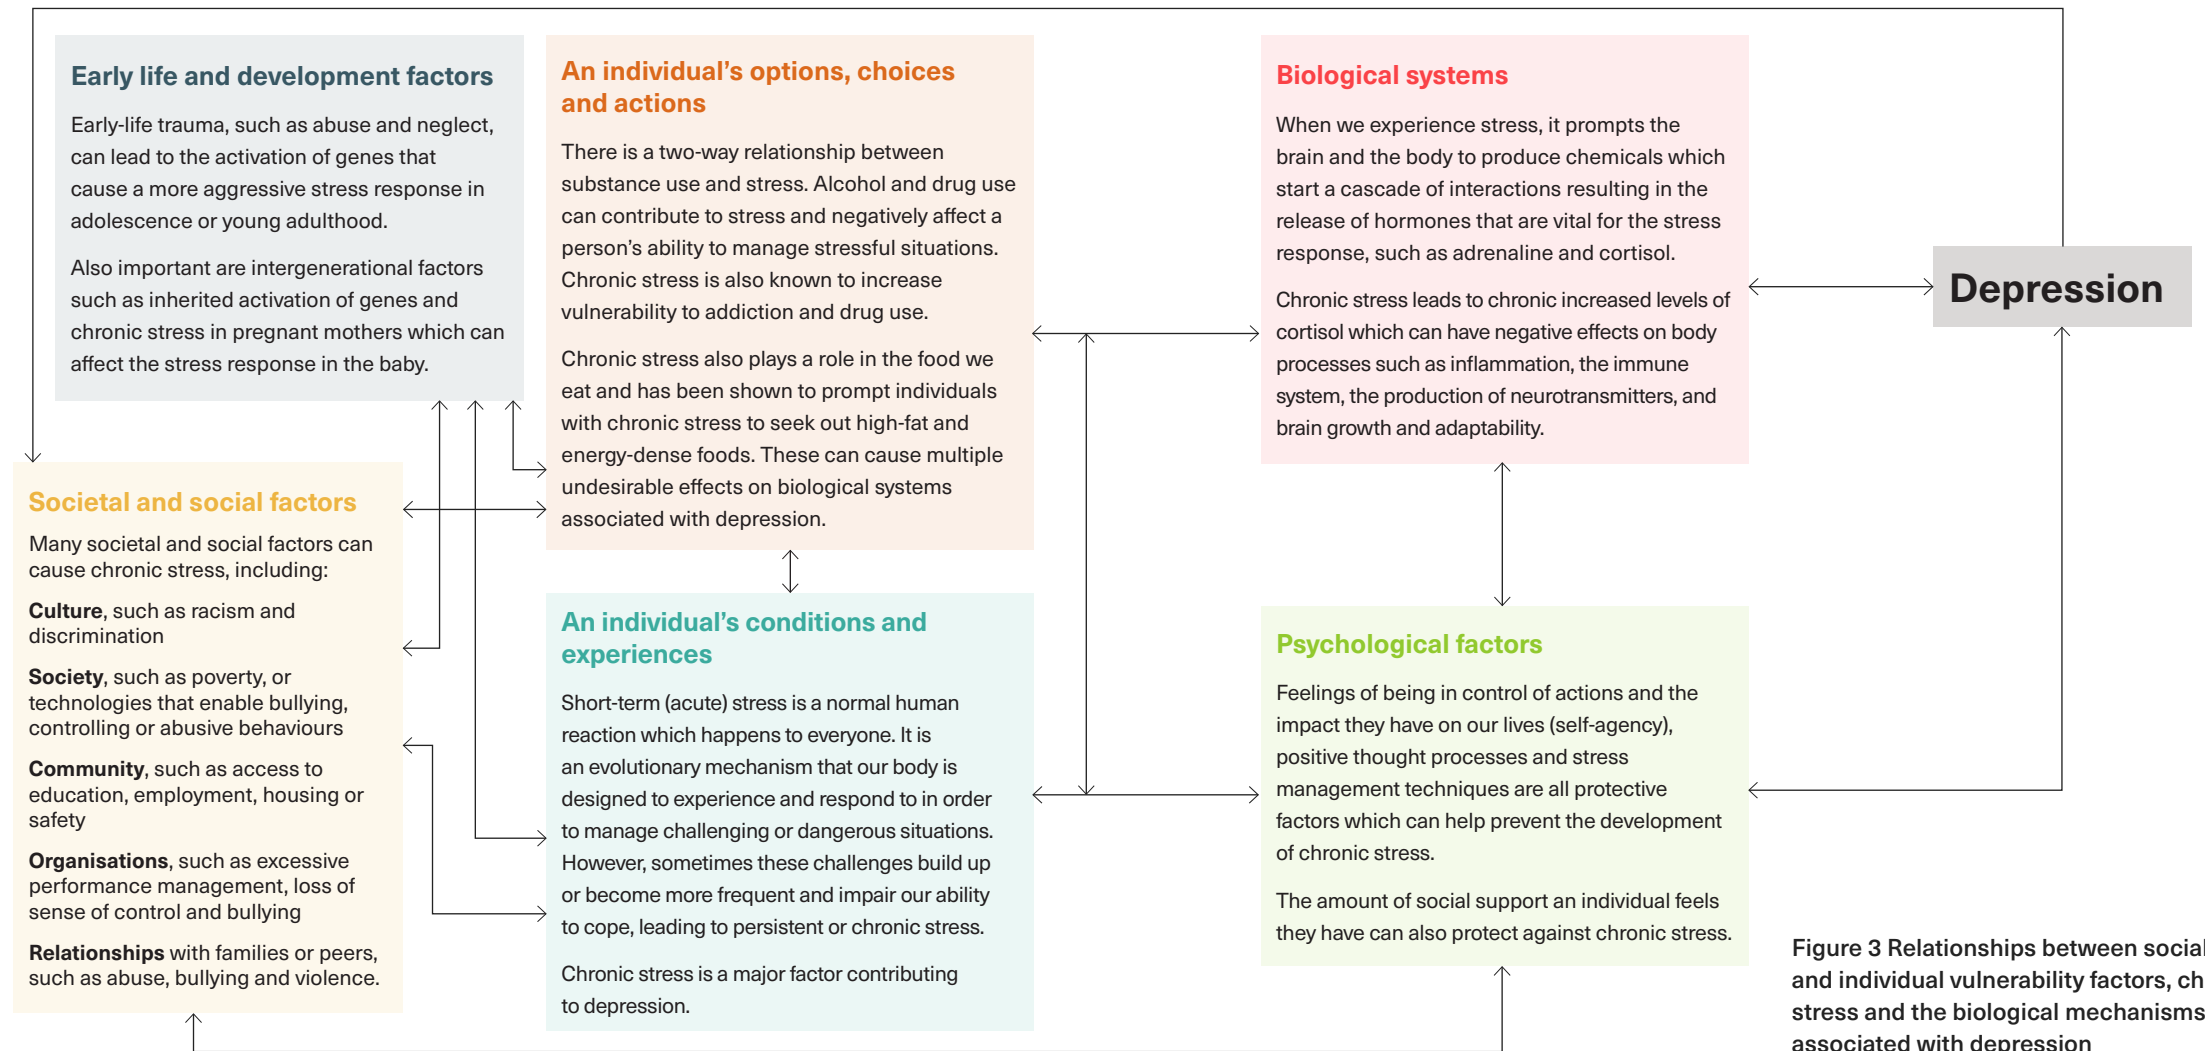 Early life and development factors
Early-life trauma, such as abuse and neglect,
can lead to the activation of genes that
cause a more aggressive stress response in
adolescence or young adulthood.
Also important are intergenerational factors
such as inherited activation of genes and
chronic stress in pregnant mothers which can
affect the stress response in the baby.
An individual's options, choices
and actions
There is a two-way relationship between
substance use and stress. Alcohol and drug use
can contribute to stress and negatively affect a
person's ability to manage stressful situations.
Chronic stress is also known to increase
vulnerability to addiction and drug use.
Chronic stress also plays a role in the food we
eat and has been shown to prompt individuals
with chronic stress to seek out high-fat and
energy-dense foods. These can cause multiple
undesirable effects on biological systems
associated with depression.
Biological systems
When we experience stress, it prompts the
brain and the body to produce chemicals which
start a cascade of interactions resulting in the
release of hormones that are vital for the stress
response, such as adrenaline and cortisol.
Chronic stress leads to chronic increased levels of
cortisol which can have negative effects on body
processes such as inflammation, the immune
system, the production of neurotransmitters, and
brain growth and adaptability.
Depression
Societal and social factors
Many societal and social factors can
cause chronic stress, including:
Culture, such as racism and
discrimination
Society, such as poverty, or
technologies that enable bullying,
controlling or abusive behaviours
Community, such as access to
education, employment, housing or
safety
Organisations, such as excessive
performance management, loss of
sense of control and bullying
Relationships with families or peers,
such as abuse, bullying and violence.
An individual's conditions and
experiences
Short-term (acute) stress is a normal human
reaction which happens to everyone. It is
an evolutionary mechanism that our body is
designed to experience and respond to in order
to manage challenging or dangerous situations.
However, sometimes these challenges build up
or become more frequent and impair our ability
to cope, leading to persistent or chronic stress.
Chronic stress is a major factor contributing
to depression.
Psychological factors
Feelings of being in control of actions and the
impact they have on our lives (self-agency),
positive thought processes and stress
management techniques are all protective
factors which can help prevent the development
of chronic stress.
The amount of social support an individual feels
they have can also protect against chronic stress.
Figure 3 Relationships between social
and individual vulnerability factors, ch
stress and the biological mechanisms
associated with depression